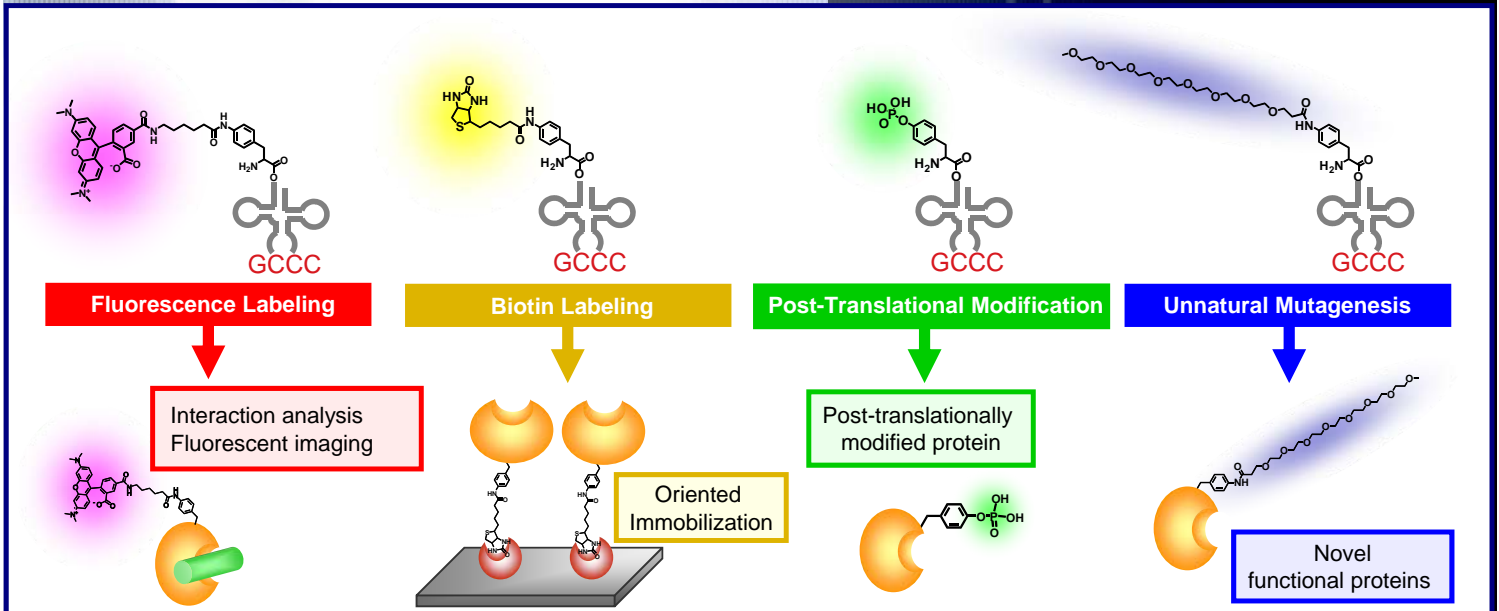 GCCC
GCCC
GCCC
GCCC
Fluorescence Labeling
Biotin Labeling
Post-Translational Modification
Unnatural Mutagenesis
Interaction analysis
Fluorescent imaging
Oriented
Immobilization
Post-translationally
modified protein
Novel
functional proteins